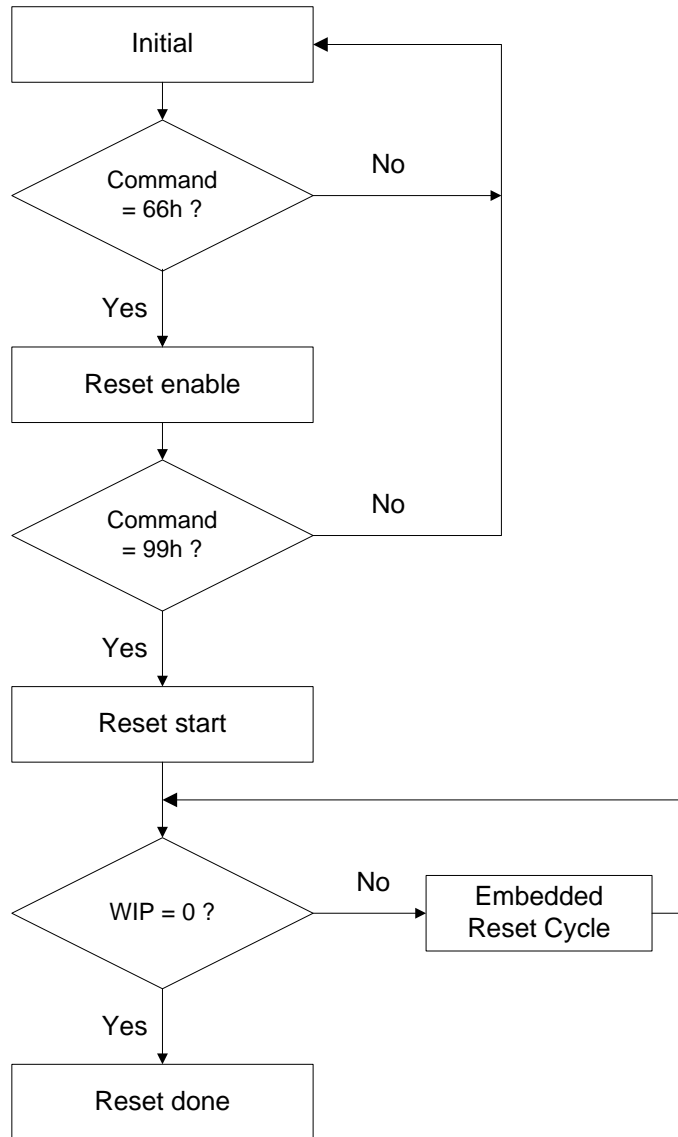 Initial
Command
= 66h ?
No
Yes
Reset enable
Command
= 99h ?
No
Yes
Reset start
WIP = 0 ?
No
Embedded
Reset Cycle
Yes
Reset done